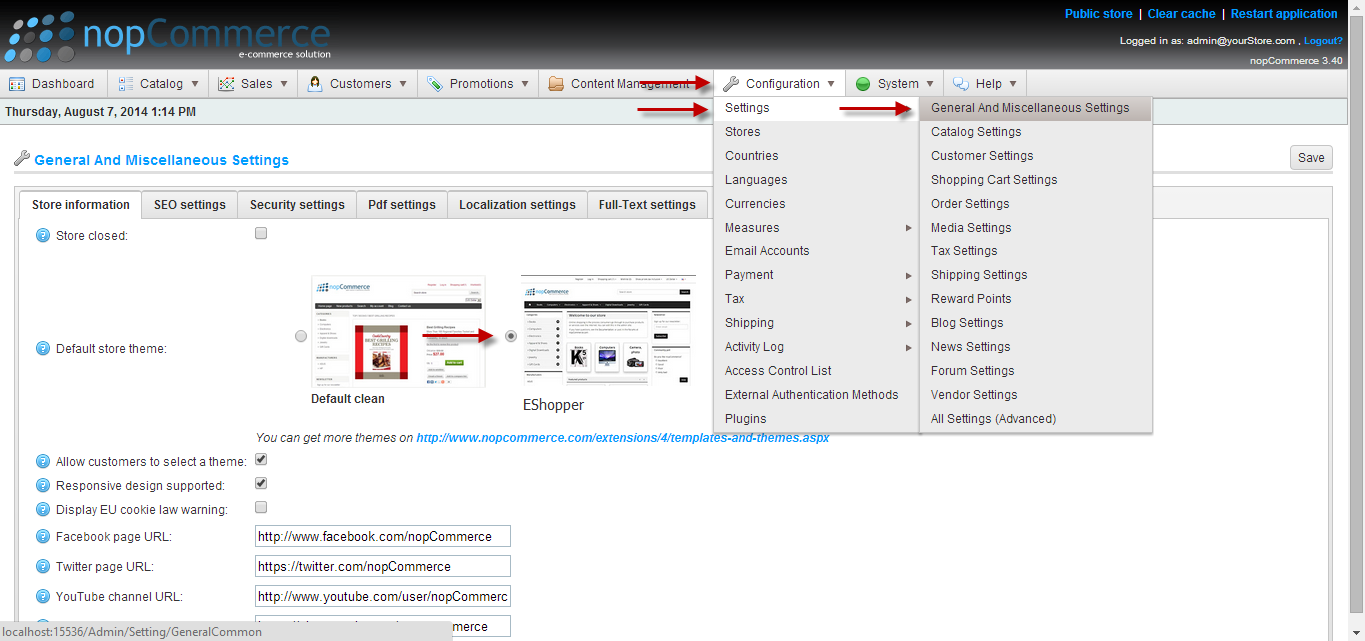 Public store | Clear cache | Restart application
nopCommerce
e-commerce solution
Logged in as: admin@yourStore.com , Logout?
nopCommerce 3.40
Dashboard Catalog Sales Customers Promotions Content Management Configuration System Help
Thursday, August 7, 2014 1:14 PM
Settings
Stores
Countries
Languages
Currencies
Measures
Email Accounts
Payment
Tax
Shipping
Activity Log
Access Control List
External Authentication Methods
Plugins
General And Miscellaneous Settings
Catalog Settings
Customer Settings
Shopping Cart Settings
Order Settings
Media Settings
Tax Settings
Shipping Settings
Reward Points
Blog Settings
News Settings
Forum Settings
Vendor Settings
All Settings (Advanced)
General And Miscellaneous Settings
Save
Store information SEO settings Security settings Pdf settings Localization settings Full-Text settings
Store closed:
Default store theme:
nopCommerce
BEST GRILLING RECIPES
Default clean
nopCommerce
Welcome to our store
EShopper
You can get more themes on http://www.nopcommerce.com/extensions/4/templates-and-themes.aspx
Allow customers to select a theme:
Responsive design supported:
Display EU cookie law warning:
Facebook page URL: http://www.facebook.com/nopCommerce
Twitter page URL: https://twitter.com/nopCommerce
YouTube channel URL: http://www.youtube.com/user/nopCommerc
mmerce
localhost:15536/Admin/Setting/GeneralCommon